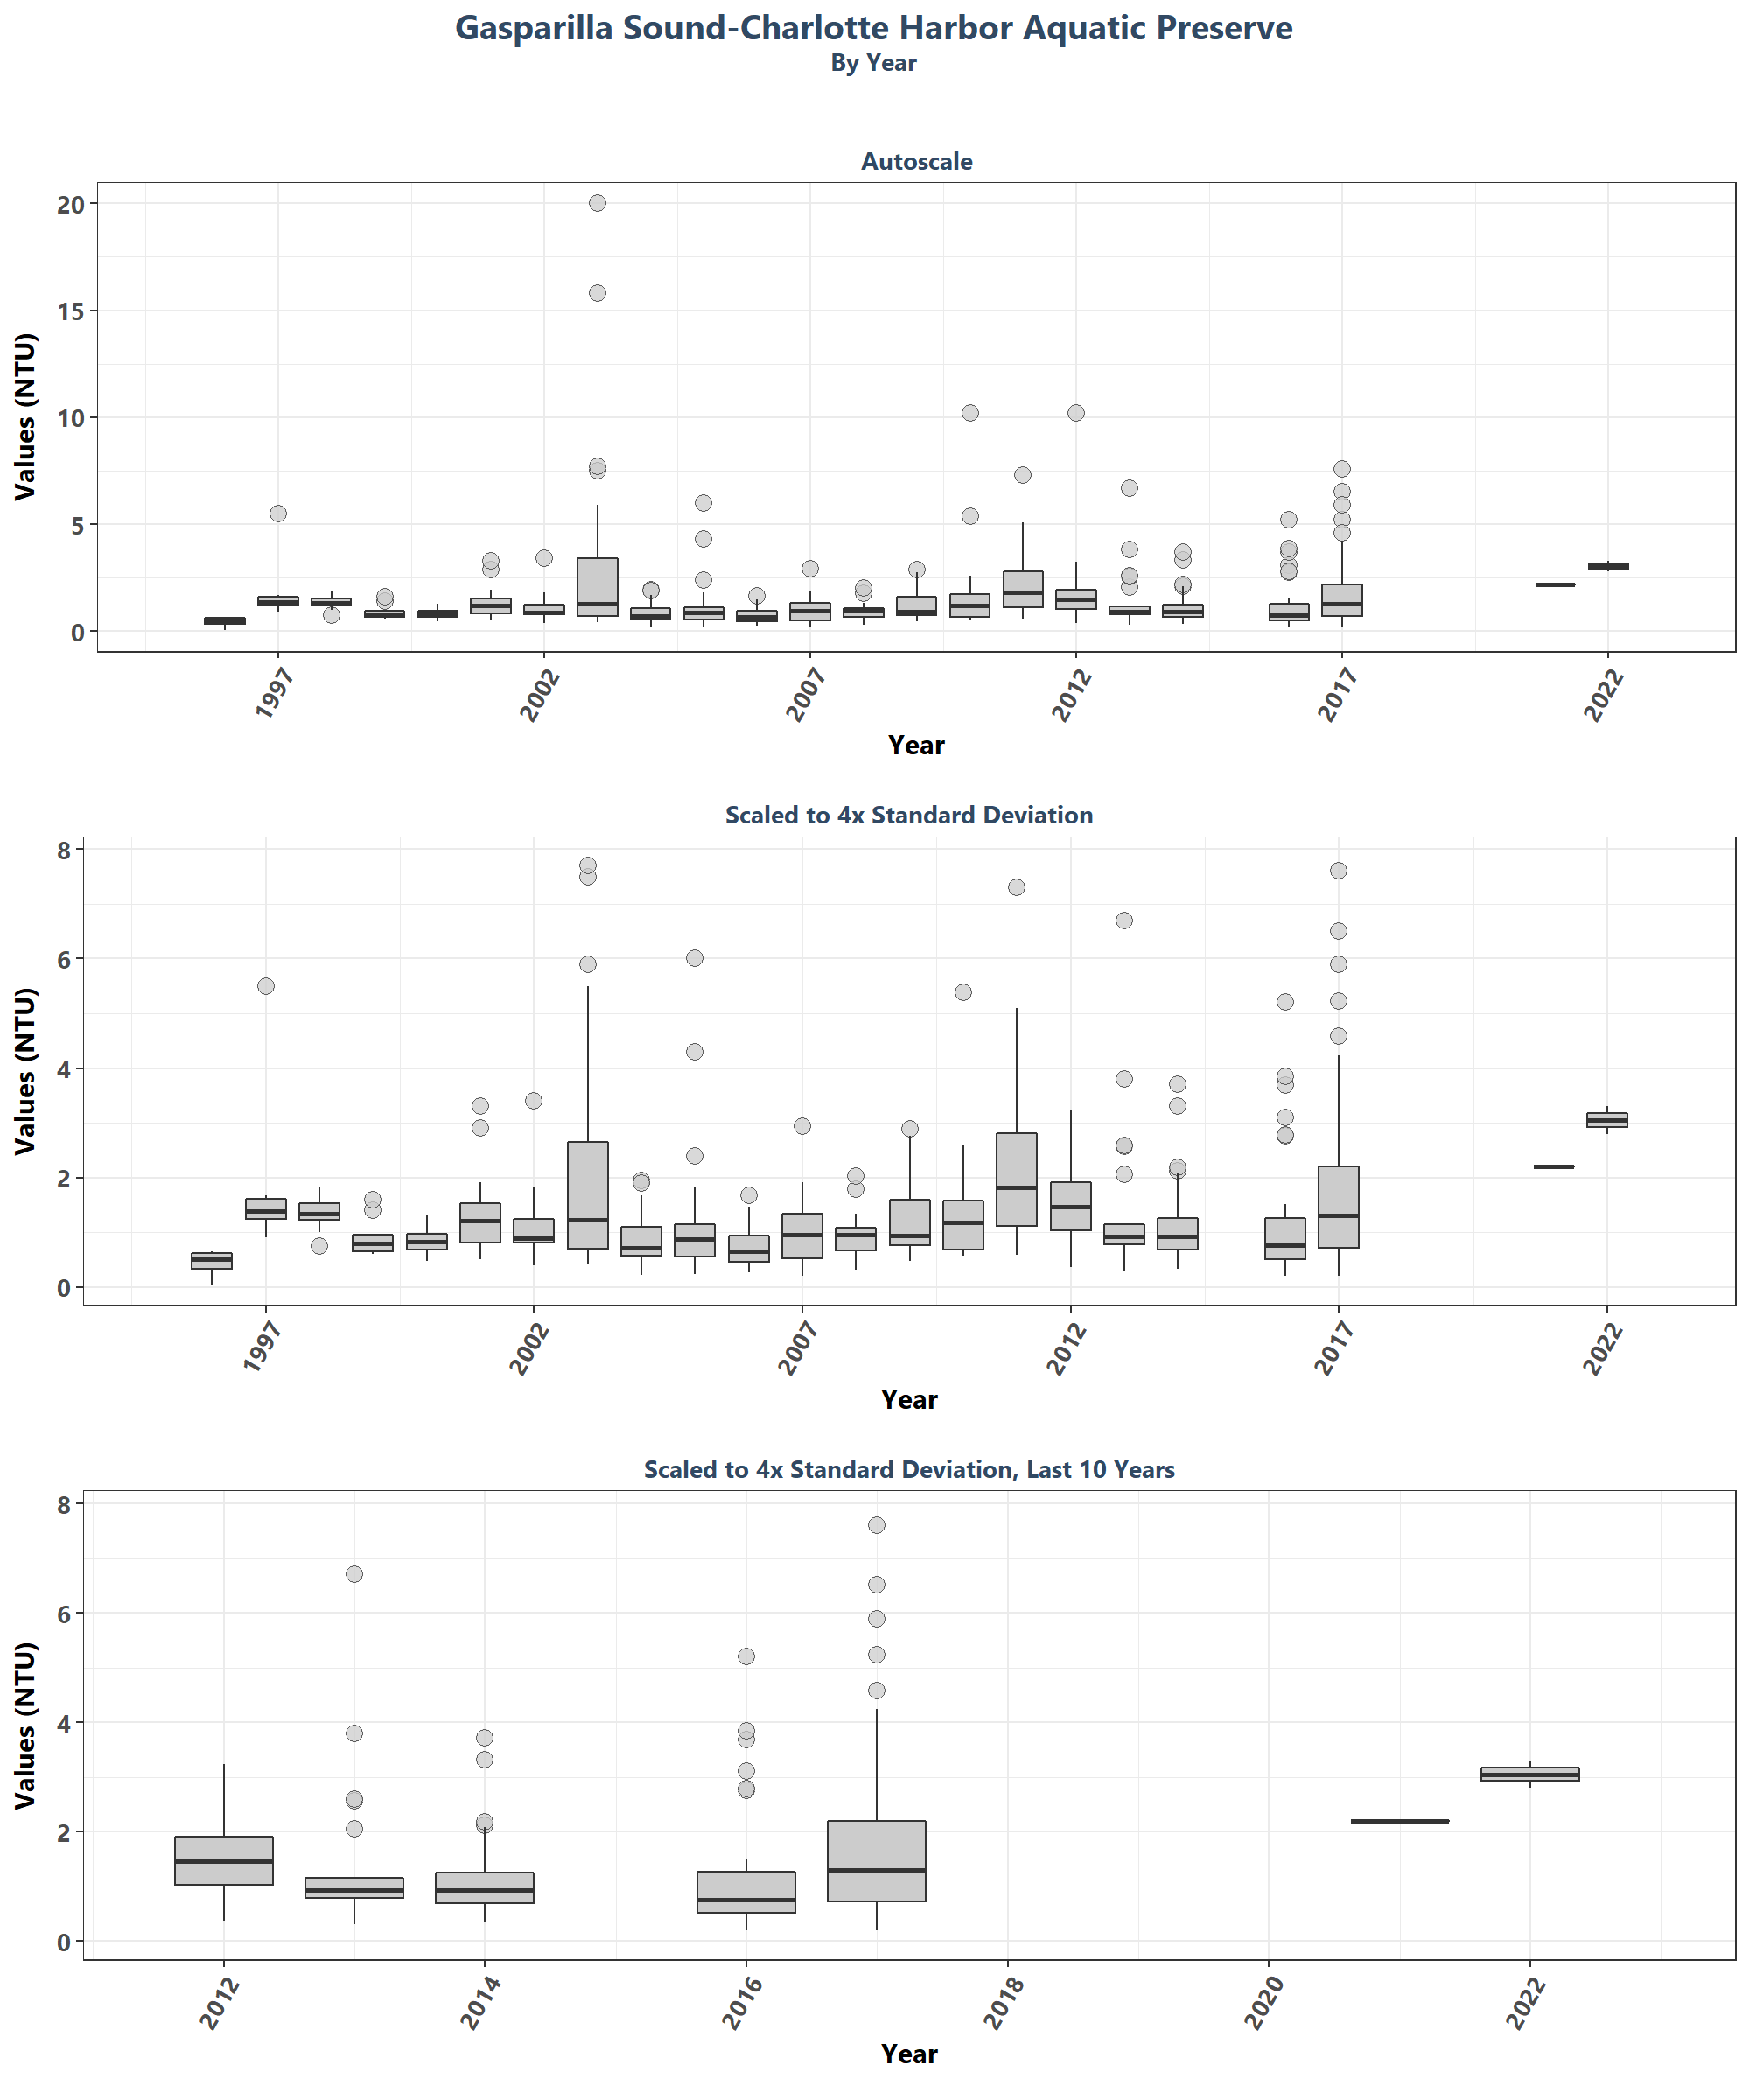 Gasparilla Sound-Charlotte Harbor Aquatic Preserve
By Year
Autoscale
Values (NTU)
20
15
10
5
0
1997 2002 2007 2012 2017 2022
Year
Scaled to 4x Standard Deviation
Values (NTU)
8
6
4
2
0
1997 2002 2007 2012 2017 2022
Year
Scaled to 4x Standard Deviation, Last 10 Years
Values (NTU)
8
6
4
2
0
2012 2014 2016 2018 2020 2022
Year